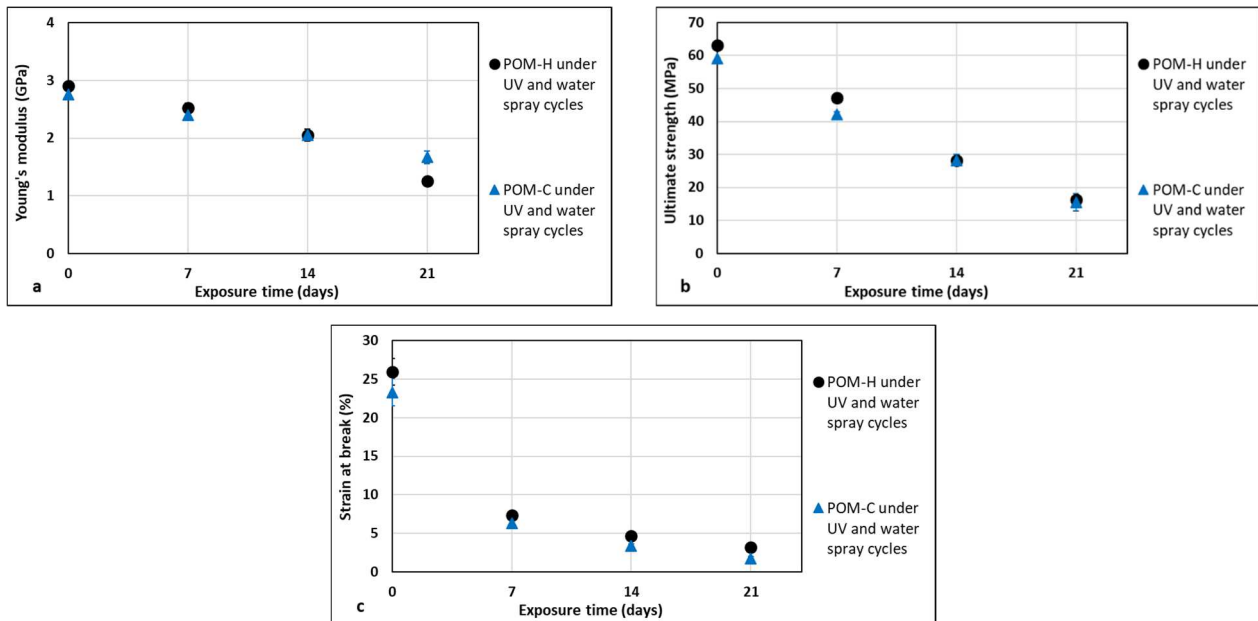 4
3
2
1
0
Young's modulus (GPa)
0 7 14 21
Exposure time (days)
a
POM-H under
UV and water
spray cycles
POM-C under
UV and water
spray cycles
70
60
50
40
30
20
10
0
Ultimate strength (MPa)
0 7 14 21
Exposure time (days)
b
POM-H under
UV and water
spray cycles
POM-C under
UV and water
spray cycles
30
25
20
15
10
5
0
Strain at break (%)
0 7 14 21
Exposure time (days)
c
POM-H under
UV and water
spray cycles
POM-C under
UV and water
spray cycles